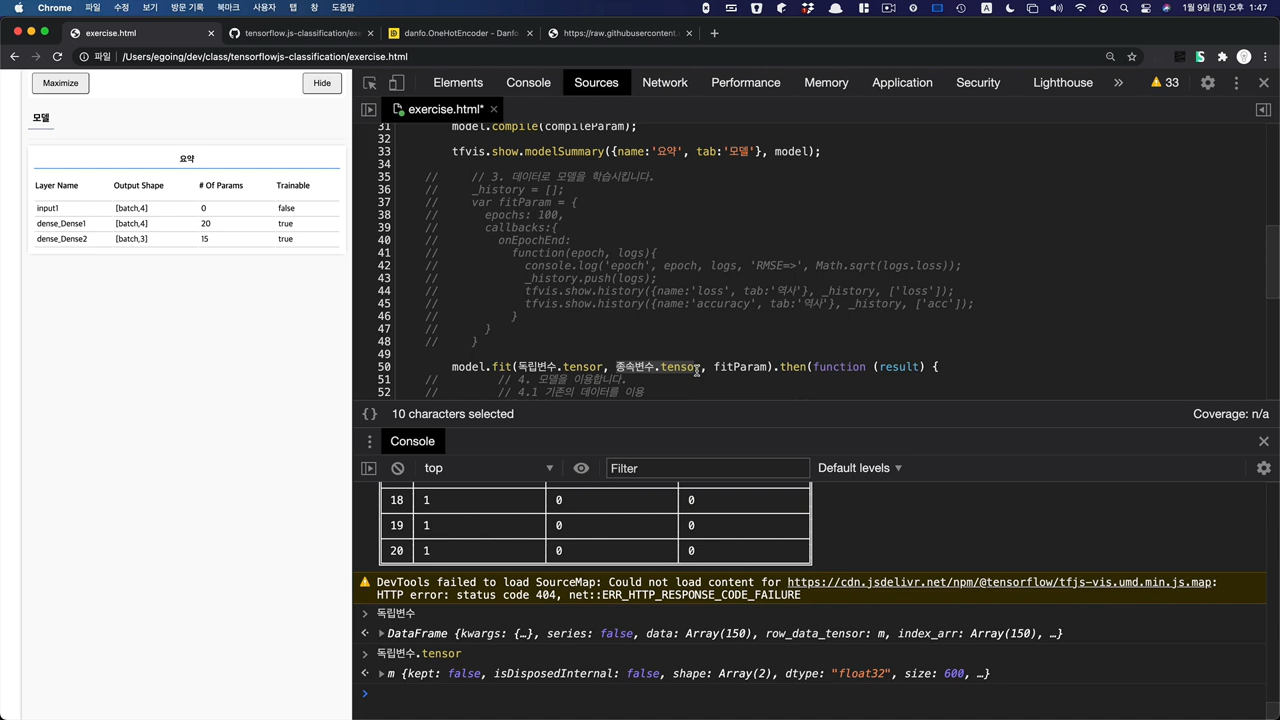 Chrome 파일 수정 보기 방문 기록 북마크 사용자 탭 창 도움말 1월 9일 토 오후 1:47
exercise.html
tensorflow.js-classification/ex
danfo.OneHotEncoder – Danfo
https://raw.githubusercontent.c
파일 /Users/egoing/dev/class/tensorflowjs-classification/exercise.html
Maximize Hide
모델
요약
Layer Name Output Shape # Of Params Trainable
input1 [batch,4] 0 false
dense_Dense1 [batch,4] 20 true
dense_Dense2 [batch,3] 15 true
Elements Console Sources Network Performance Memory Application Security Lighthouse » 33
exercise.html*
31 model.compile(compileParam);
32
33 tfvis.show.modelSummary({name:'요약', tab:'모델'}, model);
34
35 // // 3. 데이터로 모델을 학습시킵니다.
36 // _history = [];
37 // var fitParam = {
38 // epochs: 100,
39 // callbacks:{
40 // onEpochEnd:
41 // function(epoch, logs){
42 // console.log('epoch', epoch, logs, 'RMSE=>', Math.sqrt(logs.loss));
43 // _history.push(logs);
44 // tfvis.show.history({name:'loss', tab:'역사'}, _history, ['loss']);
45 // tfvis.show.history({name:'accuracy', tab:'역사'}, _history, ['acc']);
46 // }
47 // }
48 // }
49
50 model.fit(독립변수.tensor, 종속변수.tensor, fitParam).then(function (result) {
51 // // 4. 모델을 이용합니다.
52 // // 4.1 기존의 데이터를 이용
{} 10 characters selected Coverage: n/a
Console
top Filter Default levels
18 1 0 0
19 1 0 0
20 1 0 0
DevTools failed to load SourceMap: Could not load content for https://cdn.jsdelivr.net/npm/@tensorflow/tfjs-vis.umd.min.js.map:
HTTP error: status code 404, net::ERR_HTTP_RESPONSE_CODE_FAILURE
독립변수
DataFrame {kwargs: {…}, series: false, data: Array(150), row_data_tensor: m, index_arr: Array(150), …}
독립변수.tensor
m {kept: false, isDisposedInternal: false, shape: Array(2), dtype: "float32", size: 600, …}